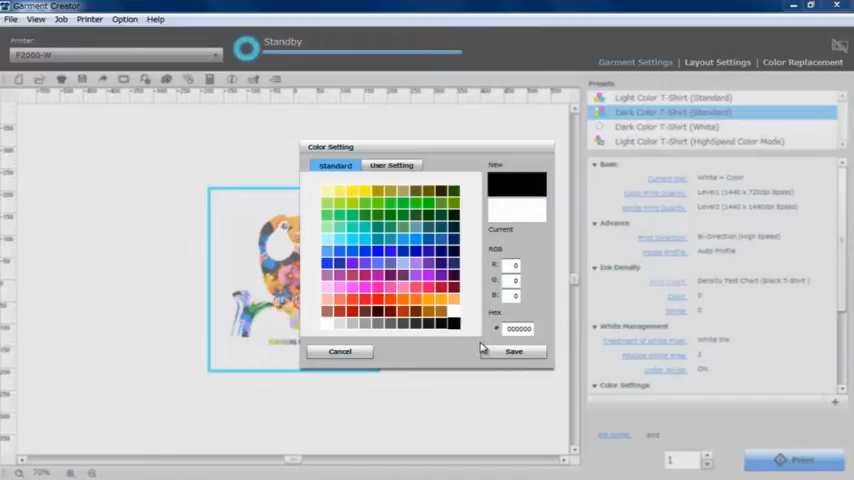 Garment Creator
File View Job Printer Option Help
Printer:
F2000-W
Standby
Garment Settings | Layout Settings | Color Replacement
Presets
Light Color T-Shirt (Standard)
Dark Color T-Shirt (Standard)
Dark Color T-Shirt (White)
Light Color T-Shirt (HighSpeed Color Mode)
Basic
Current Ink: White + Color
Color Print Quality: Level1 (1440 x 720dpi 8pass)
White Print Quality: Level2 (1440 x 1440dpi 8pass)
Advance
Print Direction: Bi-Direction (High Speed)
Media Profile: Auto Profile
Ink Density
Density Test Chart (Black T-Shirt )
Color: 0
White: 0
White Management
Treatment of White Pixel: White Ink
Reduce White Area: 2
Under White: ON
Color Settings
Color Setting
Standard User Setting
New
Current
RGB
R: 0
G: 0
B: 0
Hex
# 000000
Cancel Save
70%
1
Print